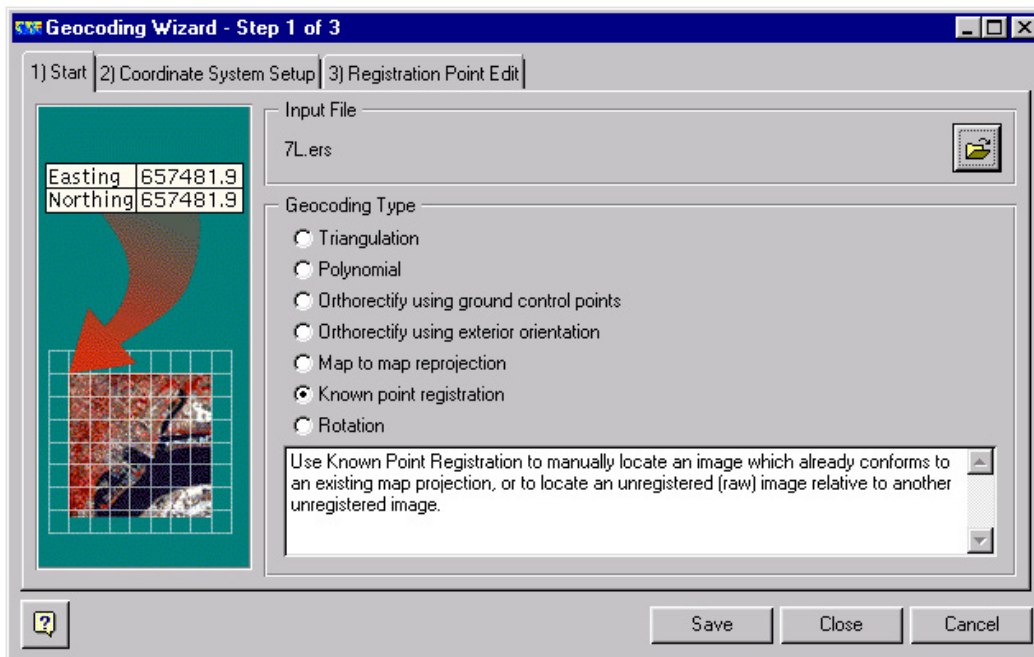 Geocoding Wizard - Step 1 of 3
1) Start 2) Coordinate System Setup 3) Registration Point Edit
Easting 657481.9
Northing 657481.9
Input File
7L.ers
Geocoding Type
Triangulation
Polynomial
Orthorectify using ground control points
Orthorectify using exterior orientation
Map to map reprojection
Known point registration
Rotation
Use Known Point Registration to manually locate an image which already conforms to
an existing map projection, or to locate an unregistered (raw) image relative to another
unregistered image.
Save Close Cancel